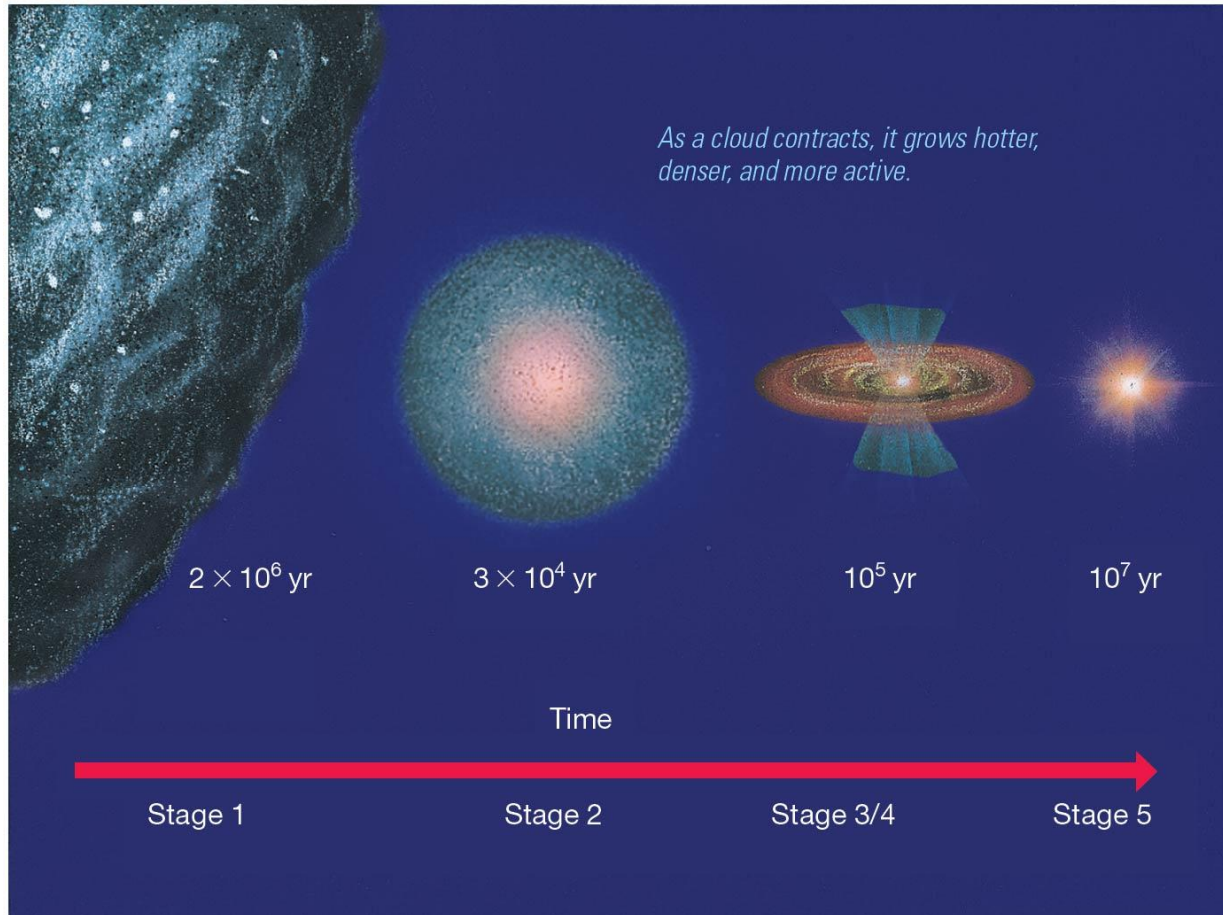 As a cloud contracts, it grows hotter,
denser, and more active.
2 × 10⁶ yr
3 × 10⁴ yr
10⁵ yr
10⁷ yr
Time
Stage 1
Stage 2
Stage 3/4
Stage 5